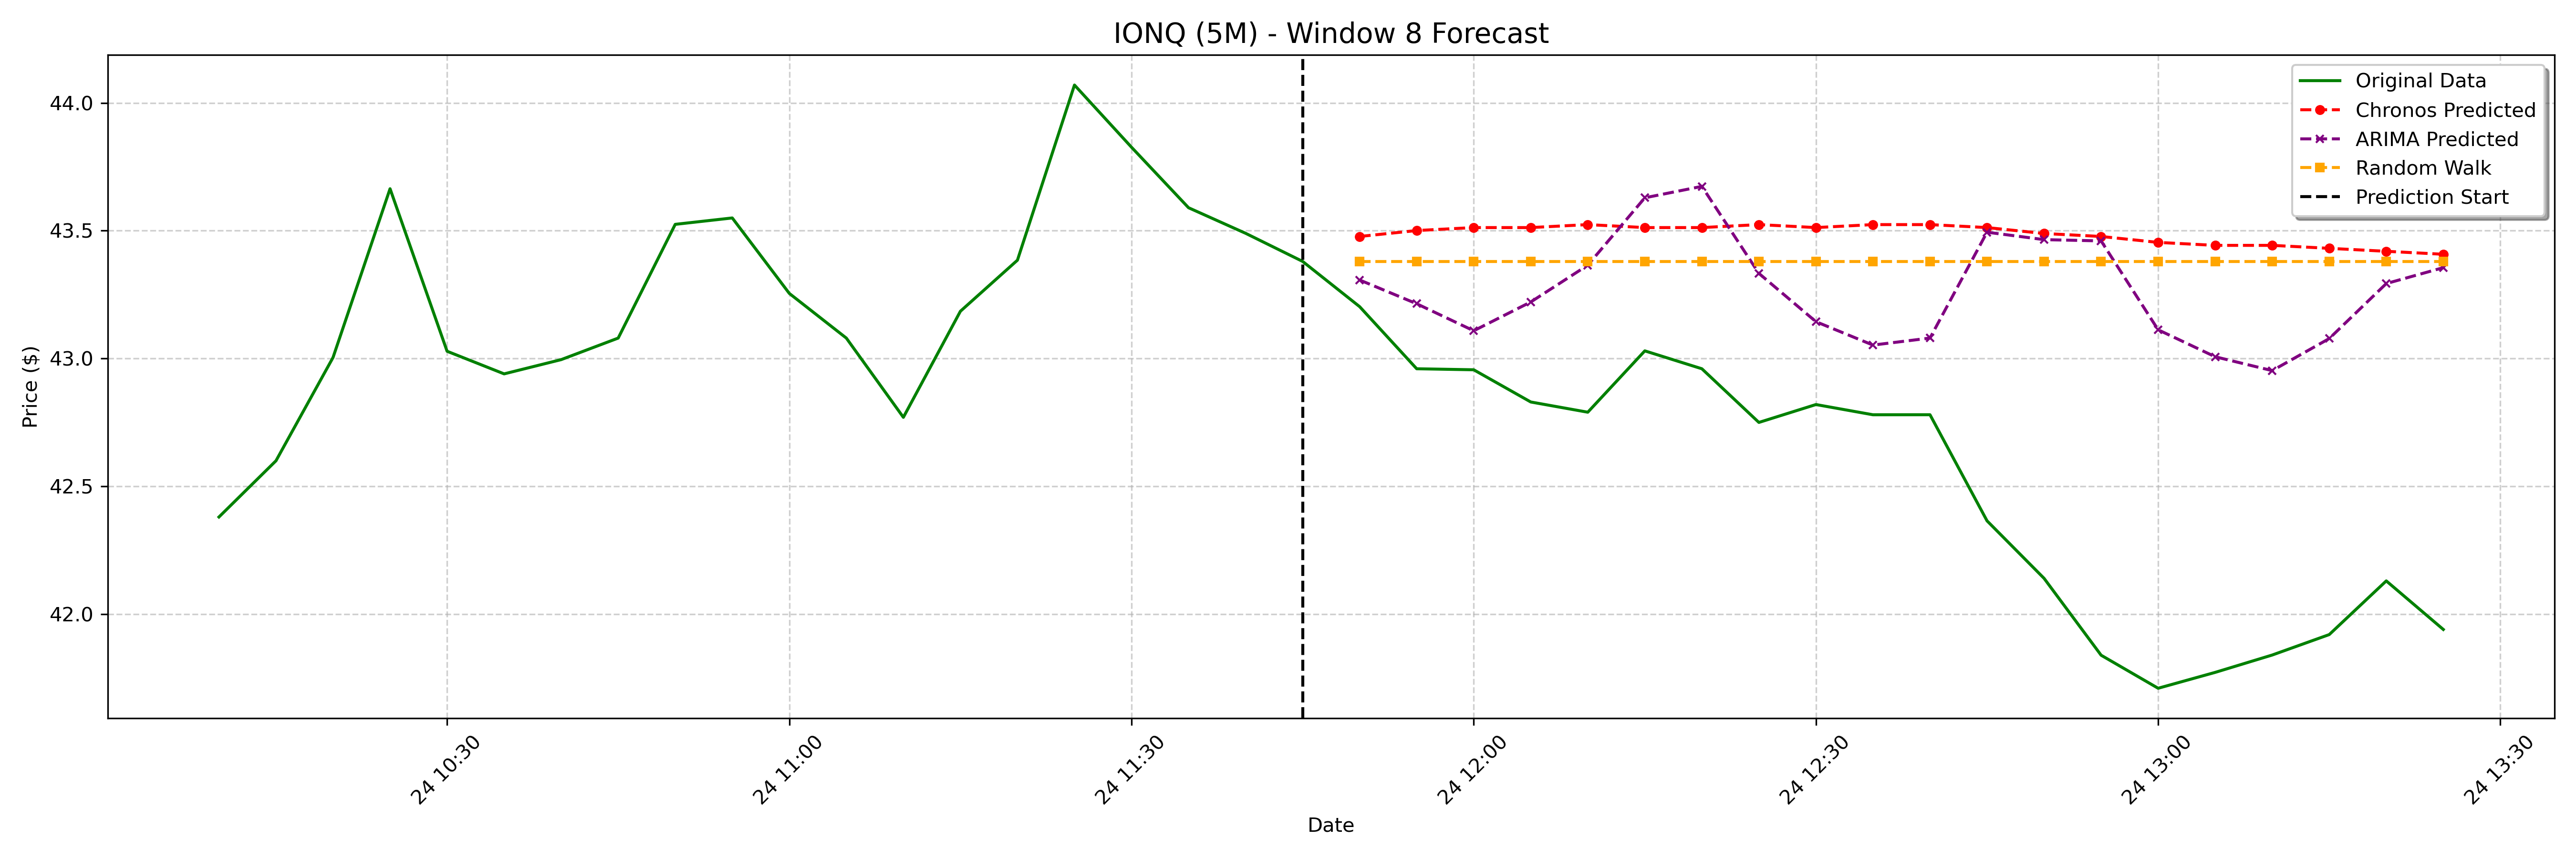 IONQ (5M) - Window 8 Forecast
Original Data
Chronos Predicted
ARIMA Predicted
Random Walk
Prediction Start
Price ($)
44.0
43.5
43.0
42.5
42.0
24 10:30
24 11:00
24 11:30
24 12:00
24 12:30
24 13:00
24 13:30
Date